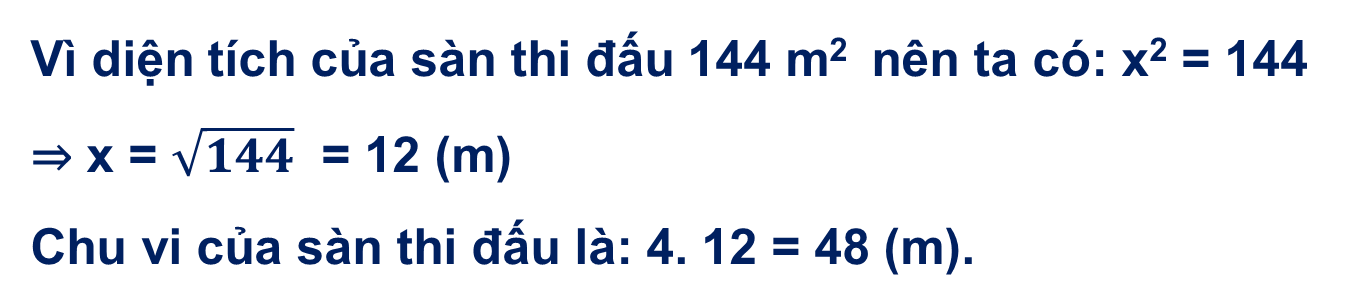 Vì diện tích của sàn thi đấu 144 m² nên ta có: x² = 144
⇒ x = √144 = 12 (m)
Chu vi của sàn thi đấu là: 4. 12 = 48 (m).